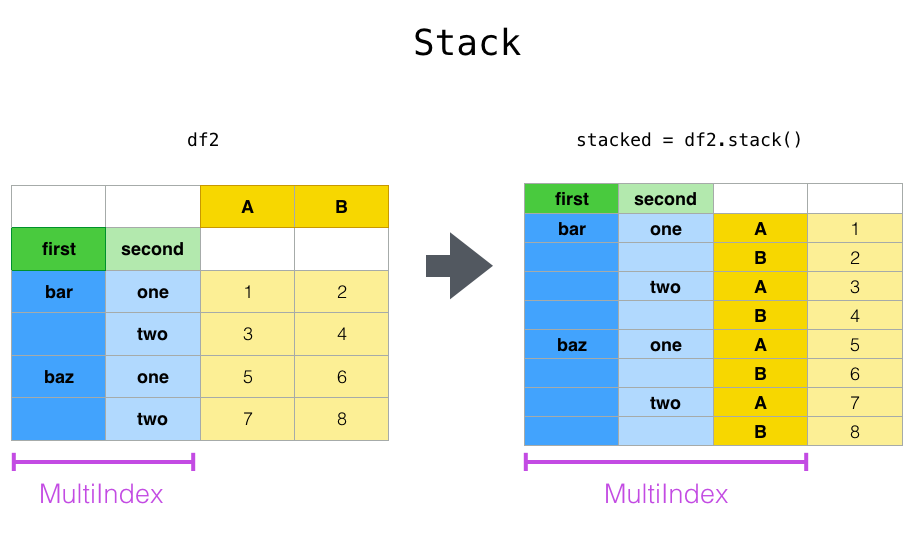 Stack
df2
A B
first second
bar one 1 2
two 3 4
baz one 5 6
two 7 8
MultiIndex
stacked = df2.stack()
first second
bar one A 1
B 2
two A 3
B 4
baz one A 5
B 6
two A 7
B 8
MultiIndex